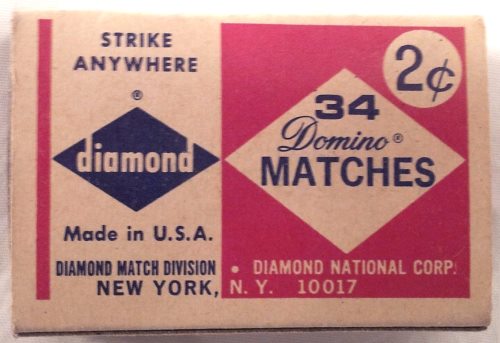 STRIKE
ANYWHERE
®
diamond
Made in U.S.A.
2¢
34
Domino®
MATCHES
DIAMOND MATCH DIVISION • DIAMOND NATIONAL CORP.
NEW YORK, N. Y. 10017